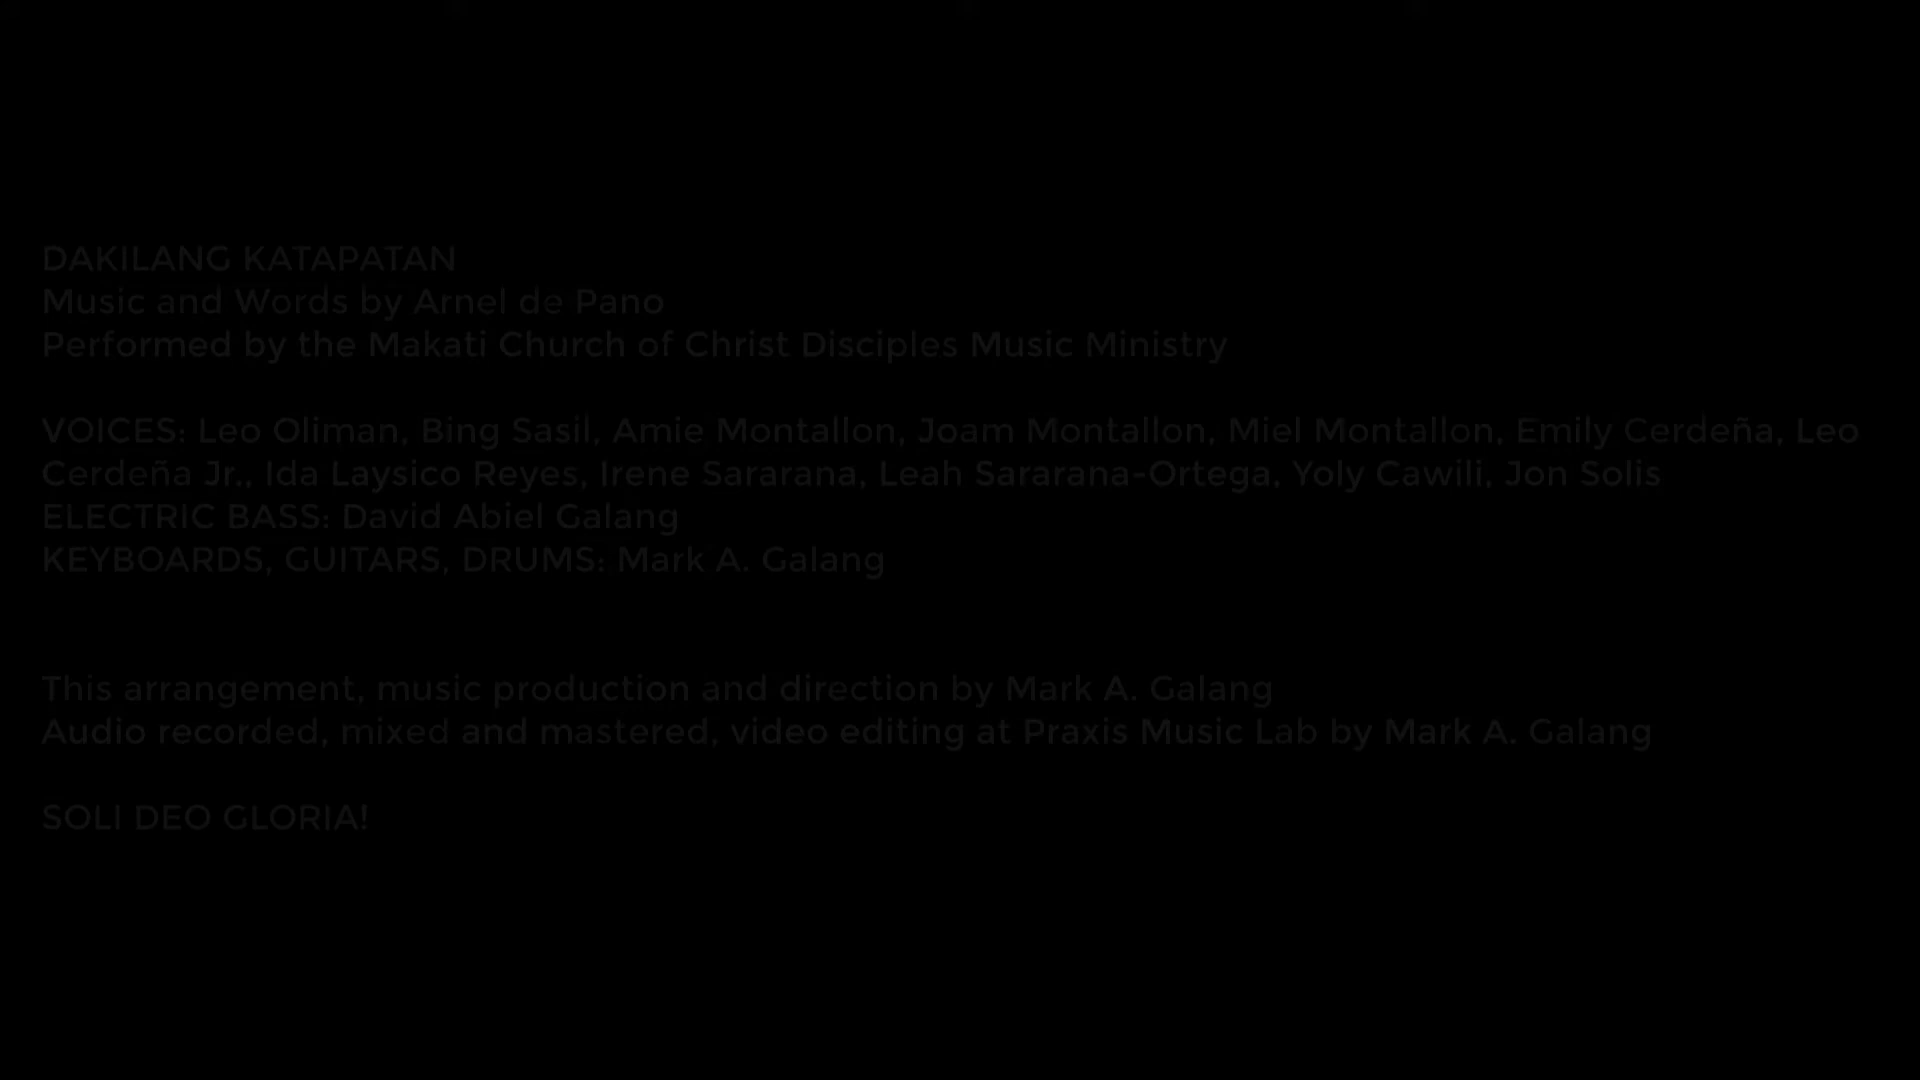 DAKILANG KATAPATAN
Music and Words by Arnel de Pano
Performed by the Makati Church of Christ Disciples Music Ministry
VOICES: Leo Oliman, Bing Sasil, Amie Montallon, Joam Montallon, Miel Montallon, Emily Cerdeña, Leo
Cerdeña Jr., Ida Laysico Reyes, Irene Sararana, Leah Sararana-Ortega, Yoly Cawili, Jon Solis
ELECTRIC BASS: David Abiel Galang
KEYBOARDS, GUITARS, DRUMS: Mark A. Galang
This arrangement, music production and direction by Mark A. Galang
Audio recorded, mixed and mastered, video editing at Praxis Music Lab by Mark A. Galang
SOLI DEO GLORIA!